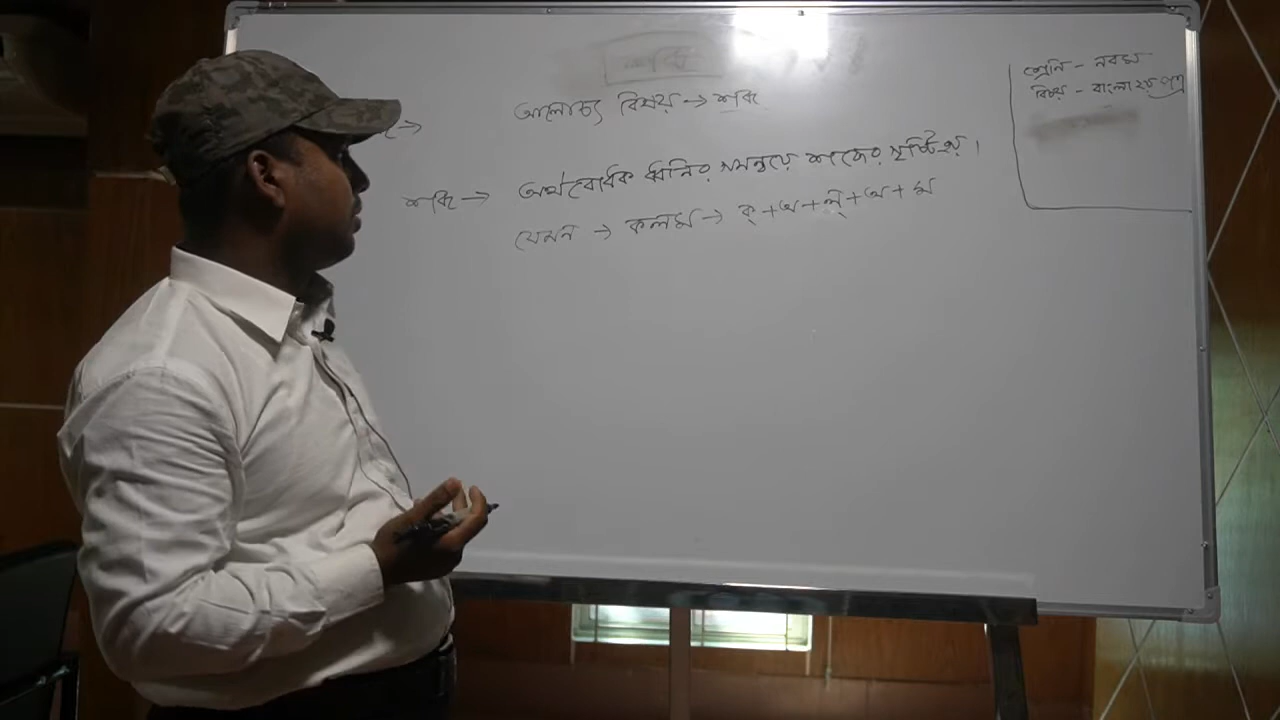 আলোচ্য বিষয় → শব্দ
শব্দ → অর্থবোধক ধ্বনির সমন্বয়ে শব্দের সৃষ্টি হয়।
যেমন → কলম → ক্+অ+ল্+অ+ম
শ্রেণি - নবম
বিষয় - বাংলা ২য় পত্র